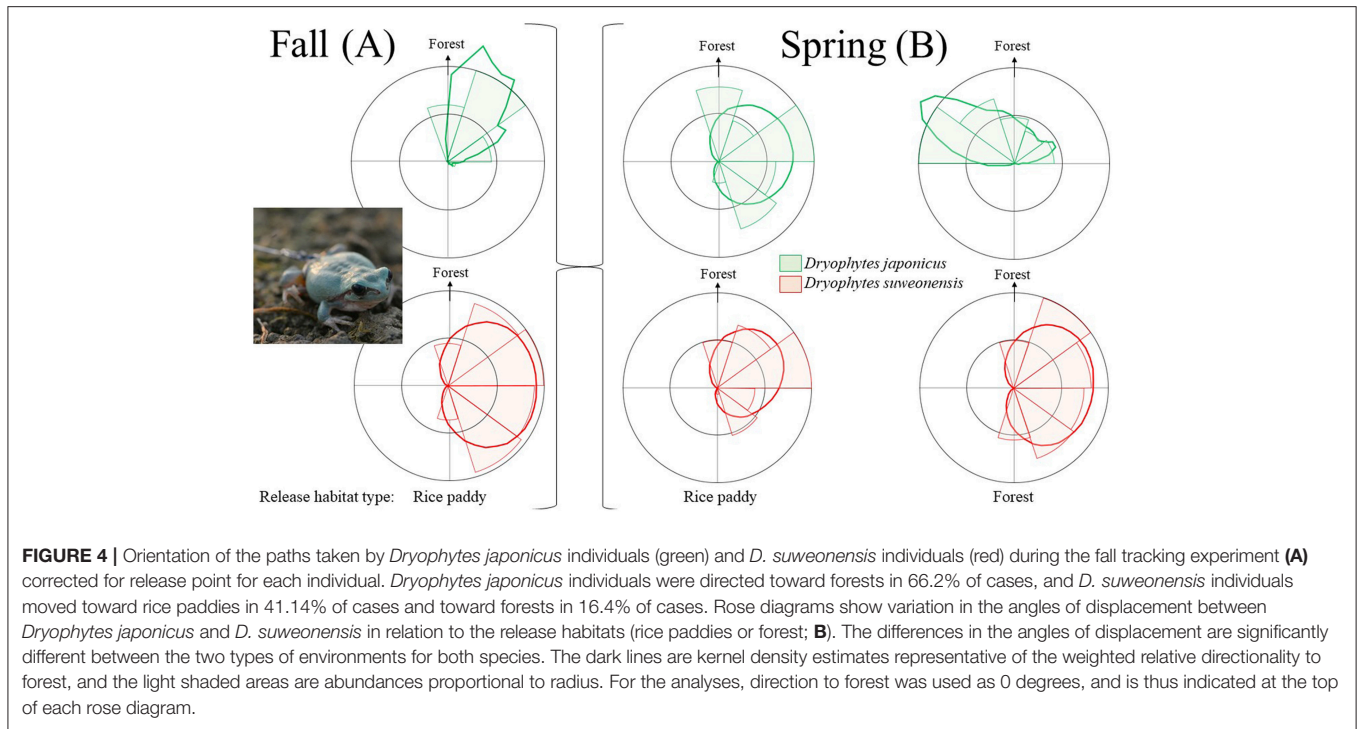 Fall (A)
Spring (B)
Forest
Forest
Forest
Dryophytes japonicus
Dryophytes suweonensis
Forest
Forest
Forest
Release habitat type: Rice paddy
Rice paddy
Forest
FIGURE 4 | Orientation of the paths taken by Dryophytes japonicus individuals (green) and D. suweonensis individuals (red) during the fall tracking experiment (A)
corrected for release point for each individual. Dryophytes japonicus individuals were directed toward forests in 66.2% of cases, and D. suweonensis individuals
moved toward rice paddies in 41.14% of cases and toward forests in 16.4% of cases. Rose diagrams show variation in the angles of displacement between
Dryophytes japonicus and D. suweonensis in relation to the release habitats (rice paddies or forest; B). The differences in the angles of displacement are significantly
different between the two types of environments for both species. The dark lines are kernel density estimates representative of the weighted relative directionality to
forest, and the light shaded areas are abundances proportional to radius. For the analyses, direction to forest was used as 0 degrees, and is thus indicated at the top
of each rose diagram.